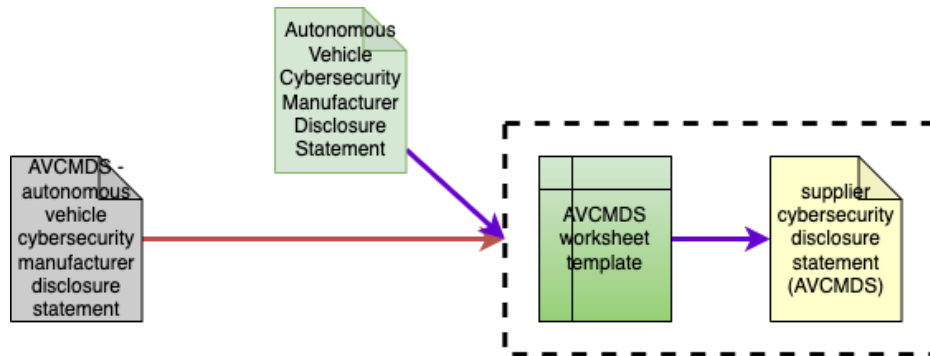 Autonomous
Vehicle
Cybersecurity
Manufacturer
Disclosure
Statement
AVCMDS -
autonomous
vehicle
cybersecurity
manufacturer
disclosure
statement
AVCMDS
worksheet
template
supplier
cybersecurity
disclosure
statement
(AVCMDS)